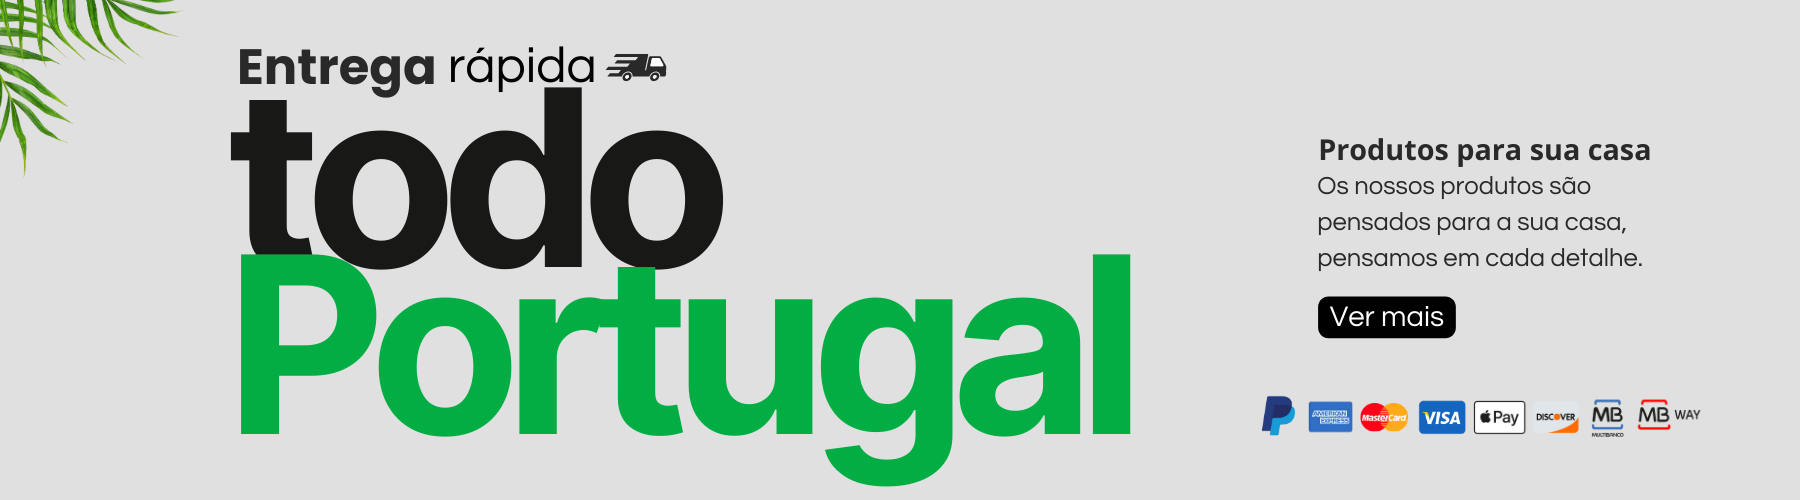 Entrega rápida
todo
Portugal
Produtos para sua casa
Os nossos produtos são
pensados para a sua casa,
pensamos em cada detalhe.
Ver mais
AMERICAN EXPRESS
MasterCard
VISA
Pay
DISCOVER
MB
MULTIBANCO
MB WAY